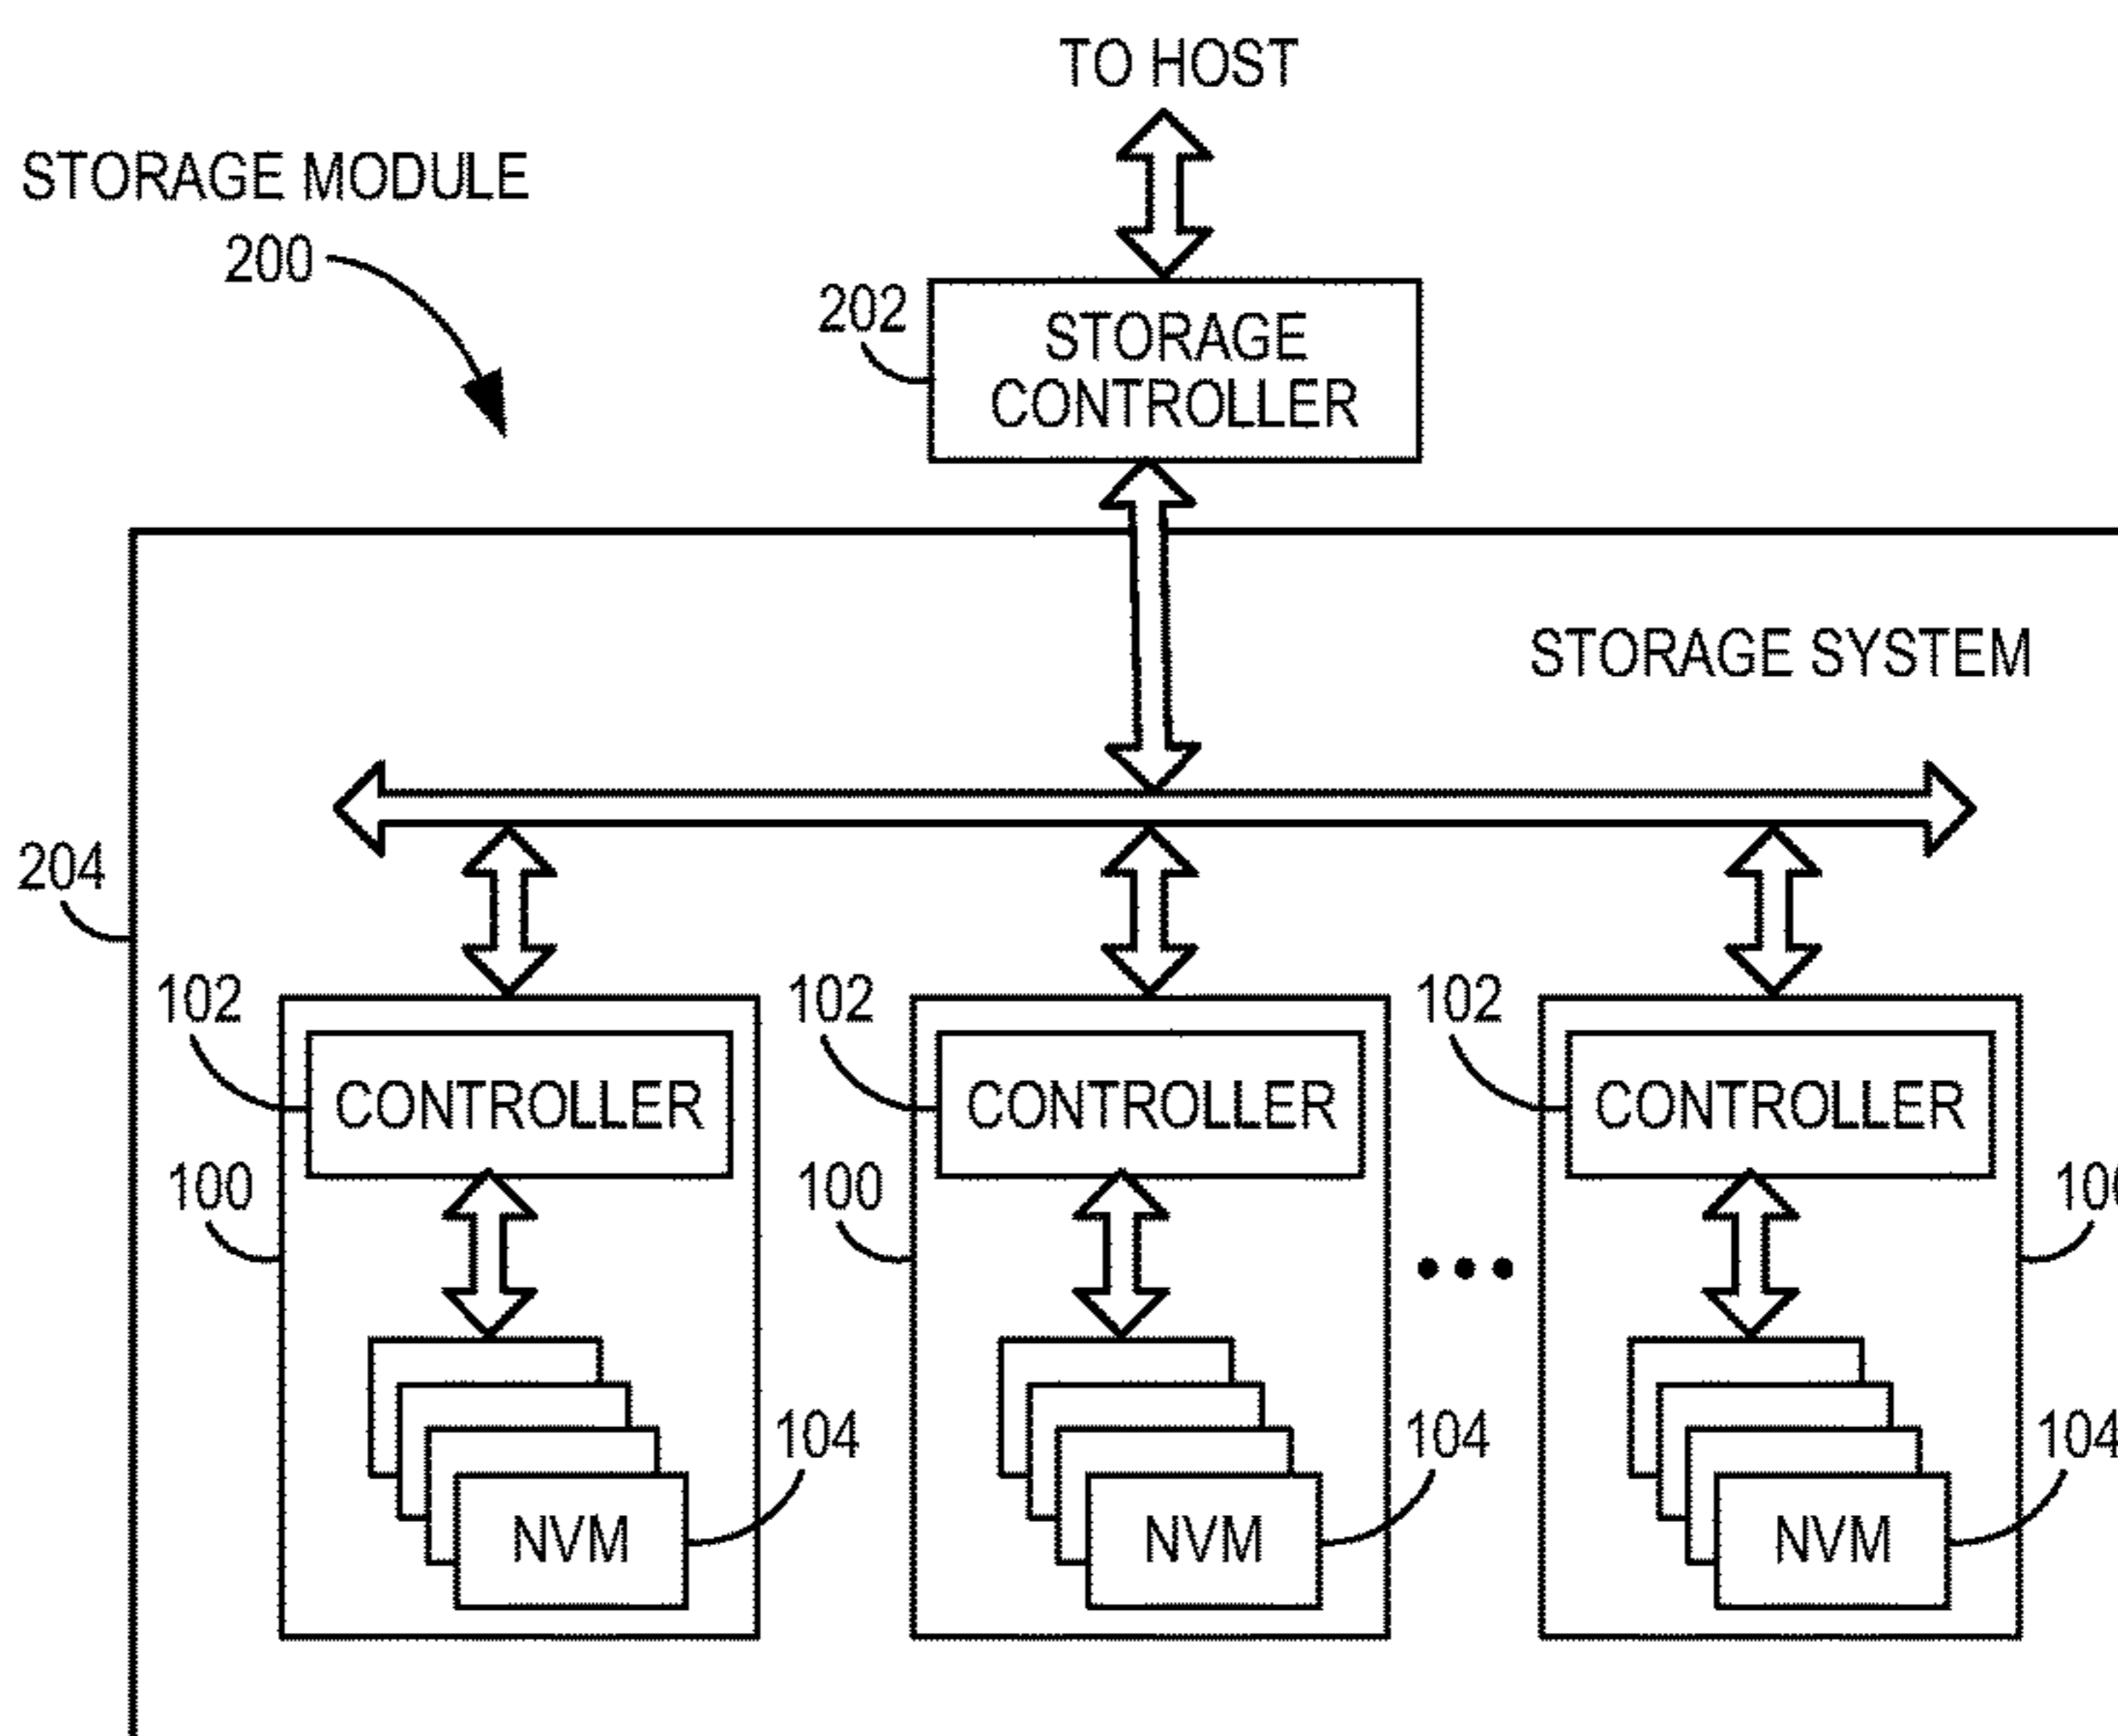 TO HOST
STORAGE MODULE
200
202
STORAGE
CONTROLLER
STORAGE SYSTEM
204
102
102
102
CONTROLLER
CONTROLLER
CONTROLLER
100
100
104
104
104
NVM
NVM
NVM